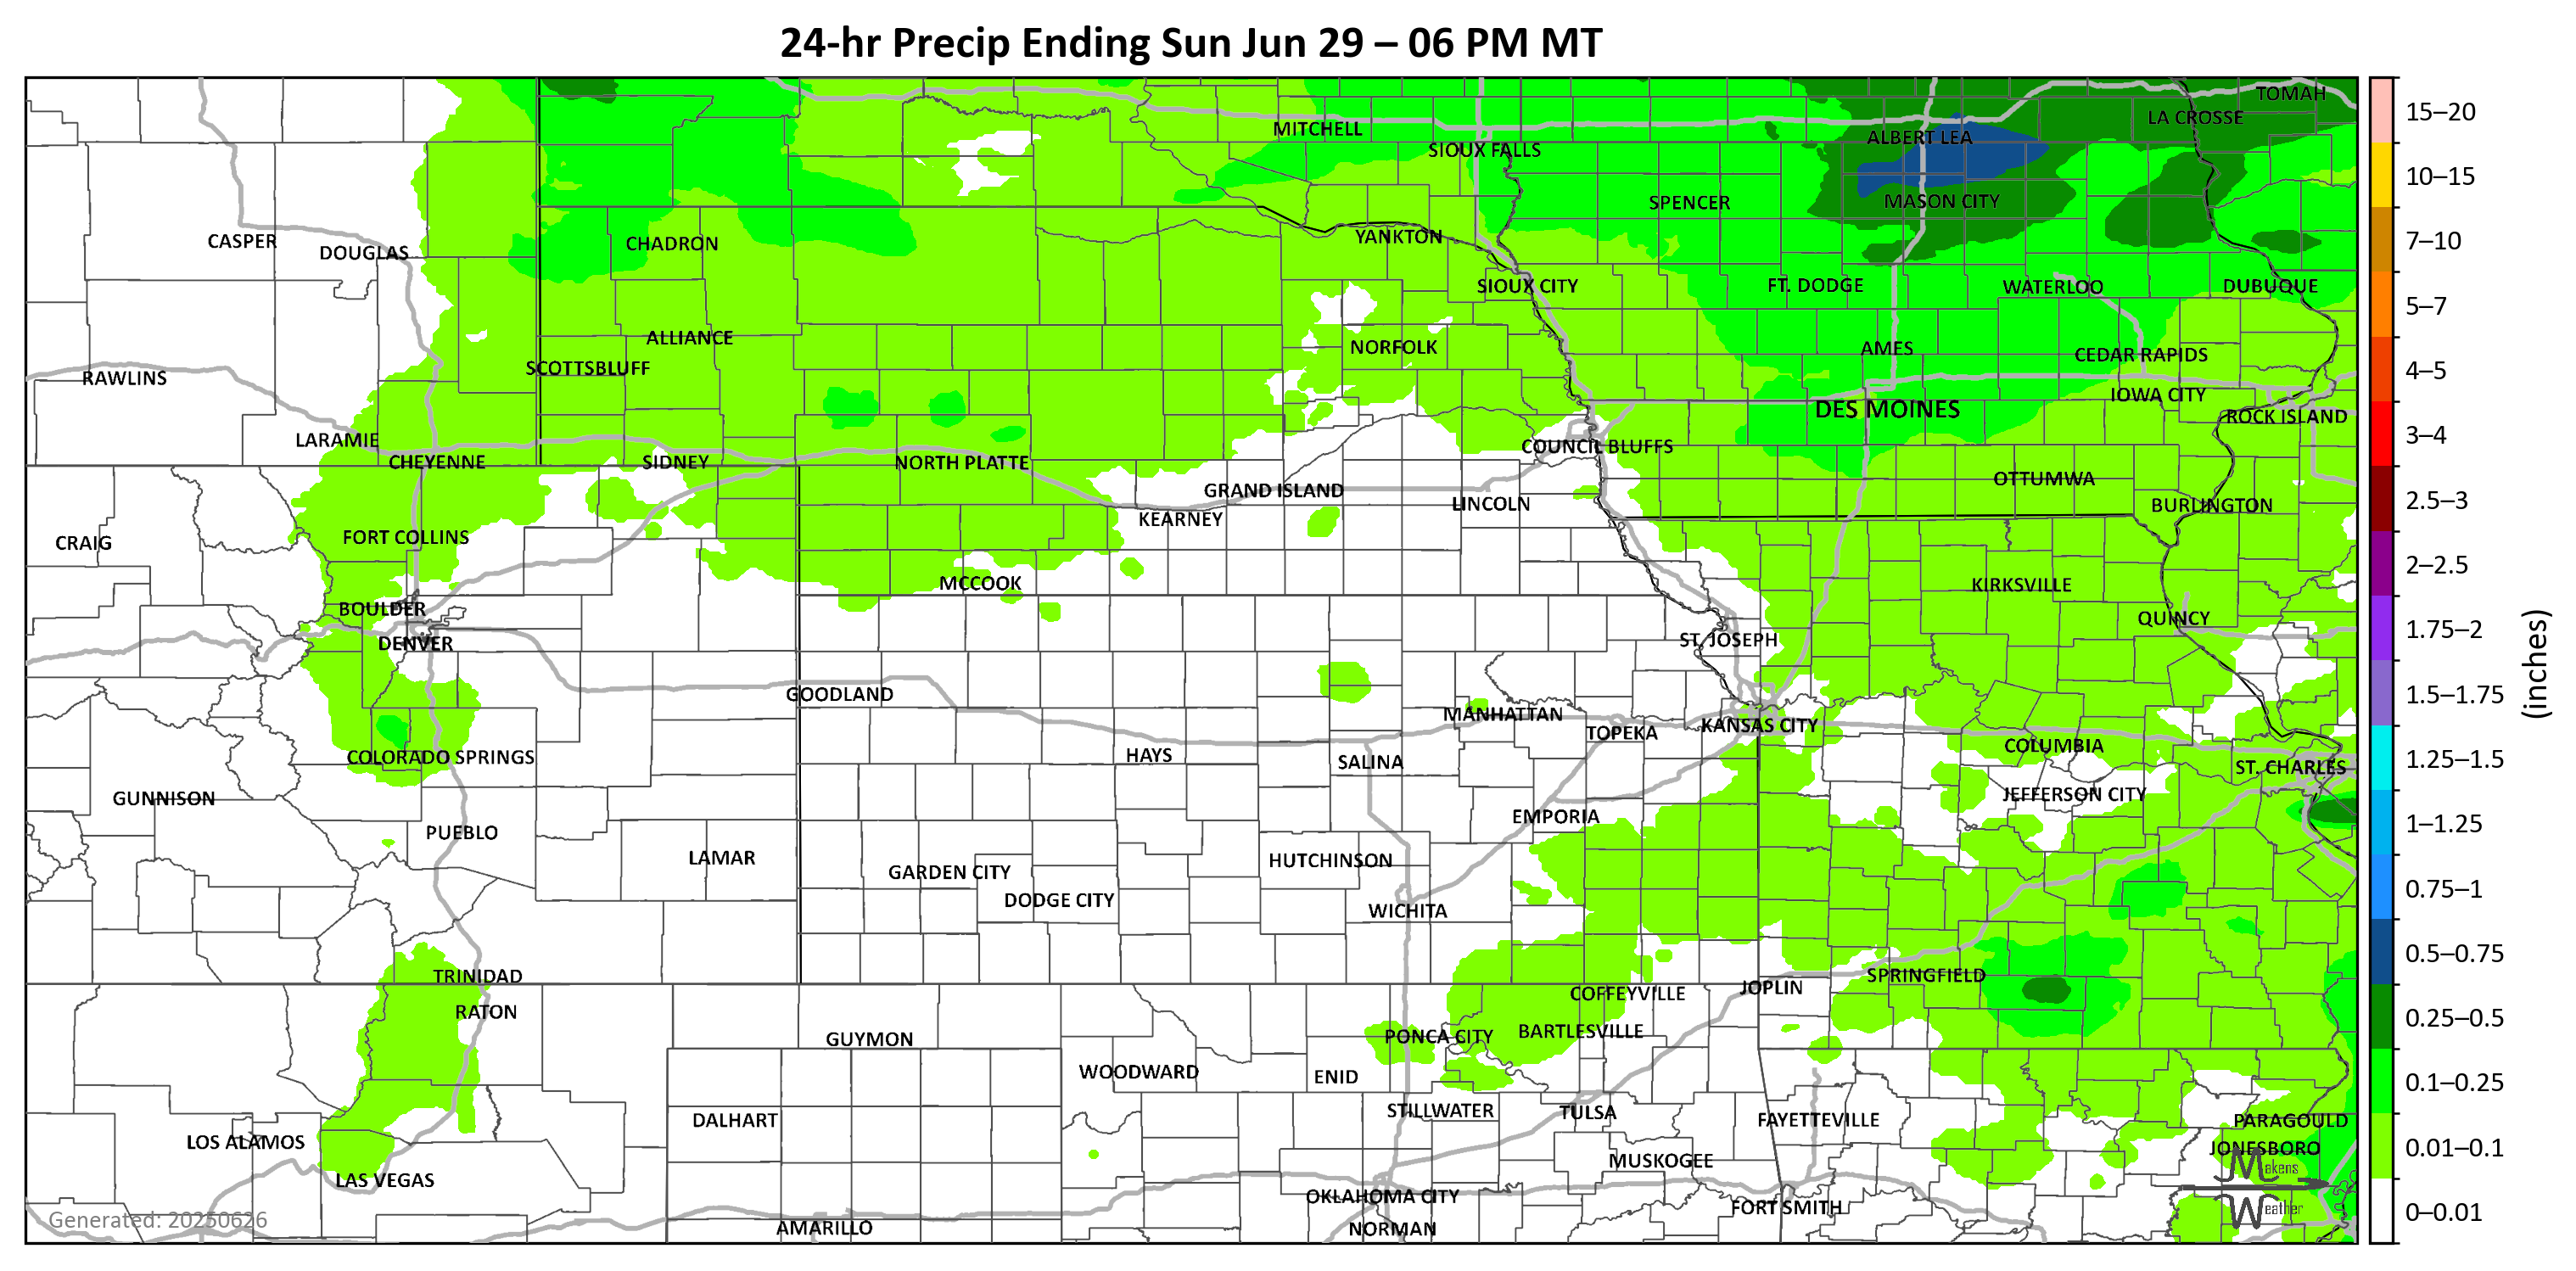 24-hr Precip Ending Sun Jun 29 – 06 PM MT
TOMAH
LA CROSSE
MITCHELL
ALBERT LEA
SIOUX FALLS
SPENCER
MASON CITY
YANKTON
CASPER
DOUGLAS
CHADRON
SIOUX CITY
FT. DODGE
WATERLOO
DUBUQUE
ALLIANCE
NORFOLK
AMES
CEDAR RAPIDS
SCOTTSBLUFF
RAWLINS
IOWA CITY
DES MOINES
ROCK ISLAND
LARAMIE
COUNCIL BLUFFS
CHEYENNE
SIDNEY
NORTH PLATTE
OTTUMWA
GRAND ISLAND
LINCOLN
BURLINGTON
KEARNEY
FORT COLLINS
CRAIG
MCCOOK
KIRKSVILLE
BOULDER
QUINCY
DENVER
ST. JOSEPH
GOODLAND
MANHATTAN
KANSAS CITY
TOPEKA
COLUMBIA
COLORADO SPRINGS
HAYS
SALINA
ST. CHARLES
GUNNISON
JEFFERSON CITY
EMPORIA
PUEBLO
LAMAR
HUTCHINSON
GARDEN CITY
DODGE CITY
WICHITA
TRINIDAD
SPRINGFIELD
JOPLIN
COFFEYVILLE
RATON
BARTLESVILLE
PONCA CITY
GUYMON
WOODWARD
ENID
STILLWATER
TULSA
DALHART
FAYETTEVILLE
PARAGOULD
LOS ALAMOS
JONESBORO
MUSKOGEE
LAS VEGAS
OKLAHOMA CITY
FORT SMITH
AMARILLO
NORMAN
Makens
Weather
Generated: 20250626
15–20
10–15
7–10
5–7
4–5
3–4
2.5–3
2–2.5
1.75–2
1.5–1.75
1.25–1.5
1–1.25
0.75–1
0.5–0.75
0.25–0.5
0.1–0.25
0.01–0.1
0–0.01
(inches)